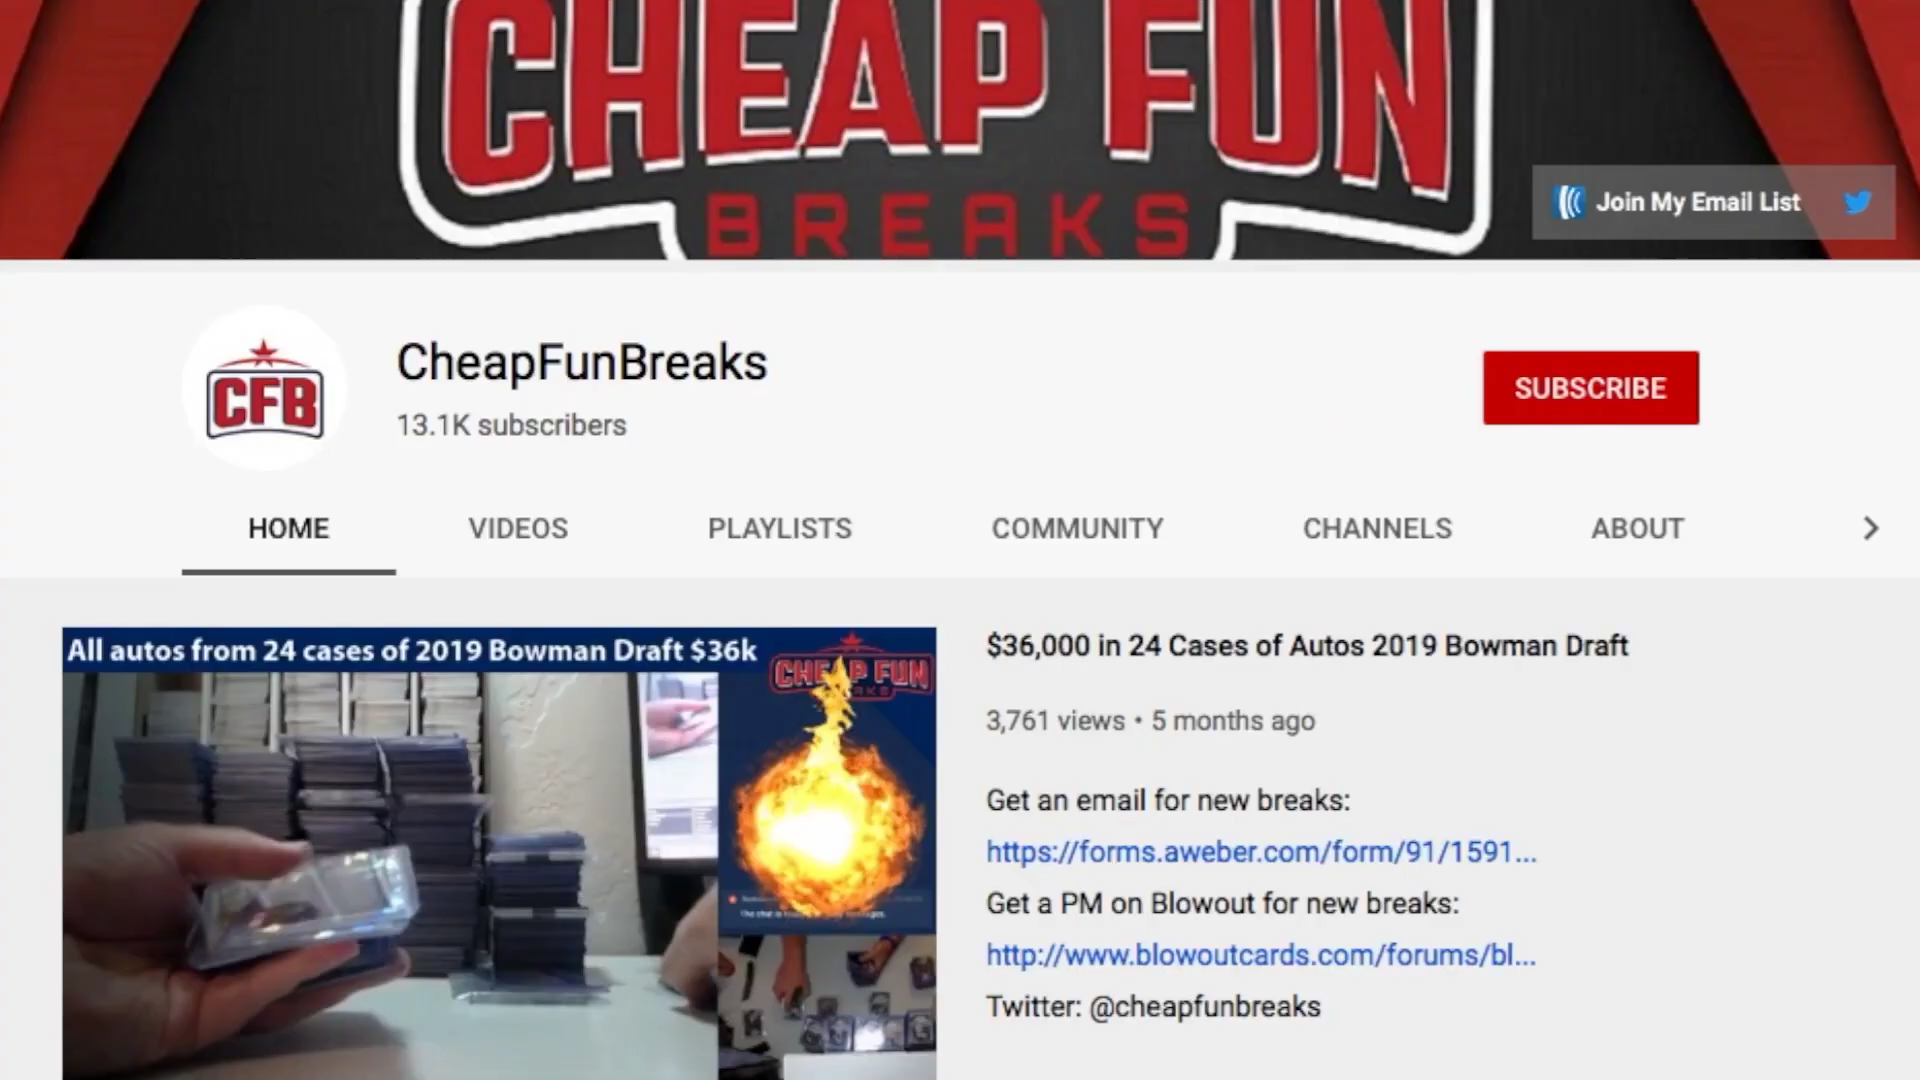 CHEAP FUN
BREAKS
Join My Email List
CFB
CheapFunBreaks
13.1K subscribers
SUBSCRIBE
HOME VIDEOS PLAYLISTS COMMUNITY CHANNELS ABOUT
All autos from 24 cases of 2019 Bowman Draft $36k
CHEAP FUN
$36,000 in 24 Cases of Autos 2019 Bowman Draft
3,761 views • 5 months ago
Get an email for new breaks:
https://forms.aweber.com/form/91/1591...
Get a PM on Blowout for new breaks:
http://www.blowoutcards.com/forums/bl...
Twitter: @cheapfunbreaks